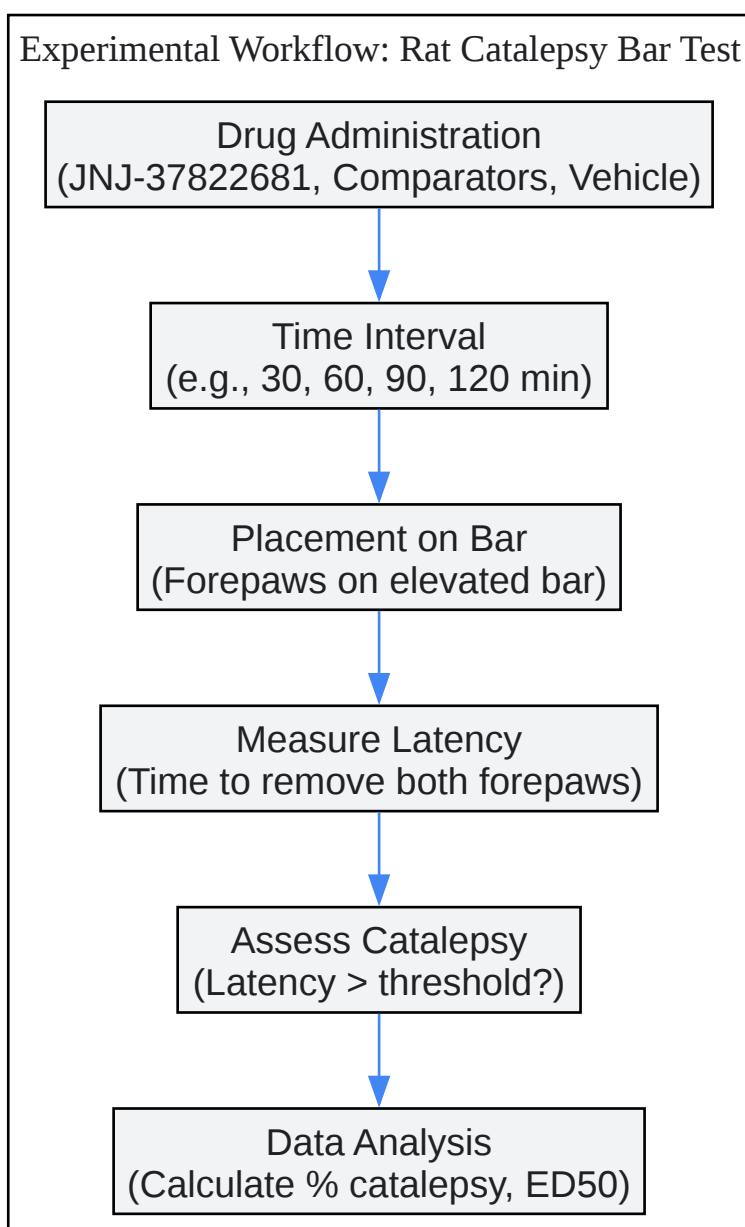 Experimental Workflow: Rat Catalepsy Bar Test
Drug Administration
(JNJ-37822681, Comparators, Vehicle)
Time Interval
(e.g., 30, 60, 90, 120 min)
Placement on Bar
(Forepaws on elevated bar)
Measure Latency
(Time to remove both forepaws)
Assess Catalepsy
(Latency > threshold?)
Data Analysis
(Calculate % catalepsy, ED50)